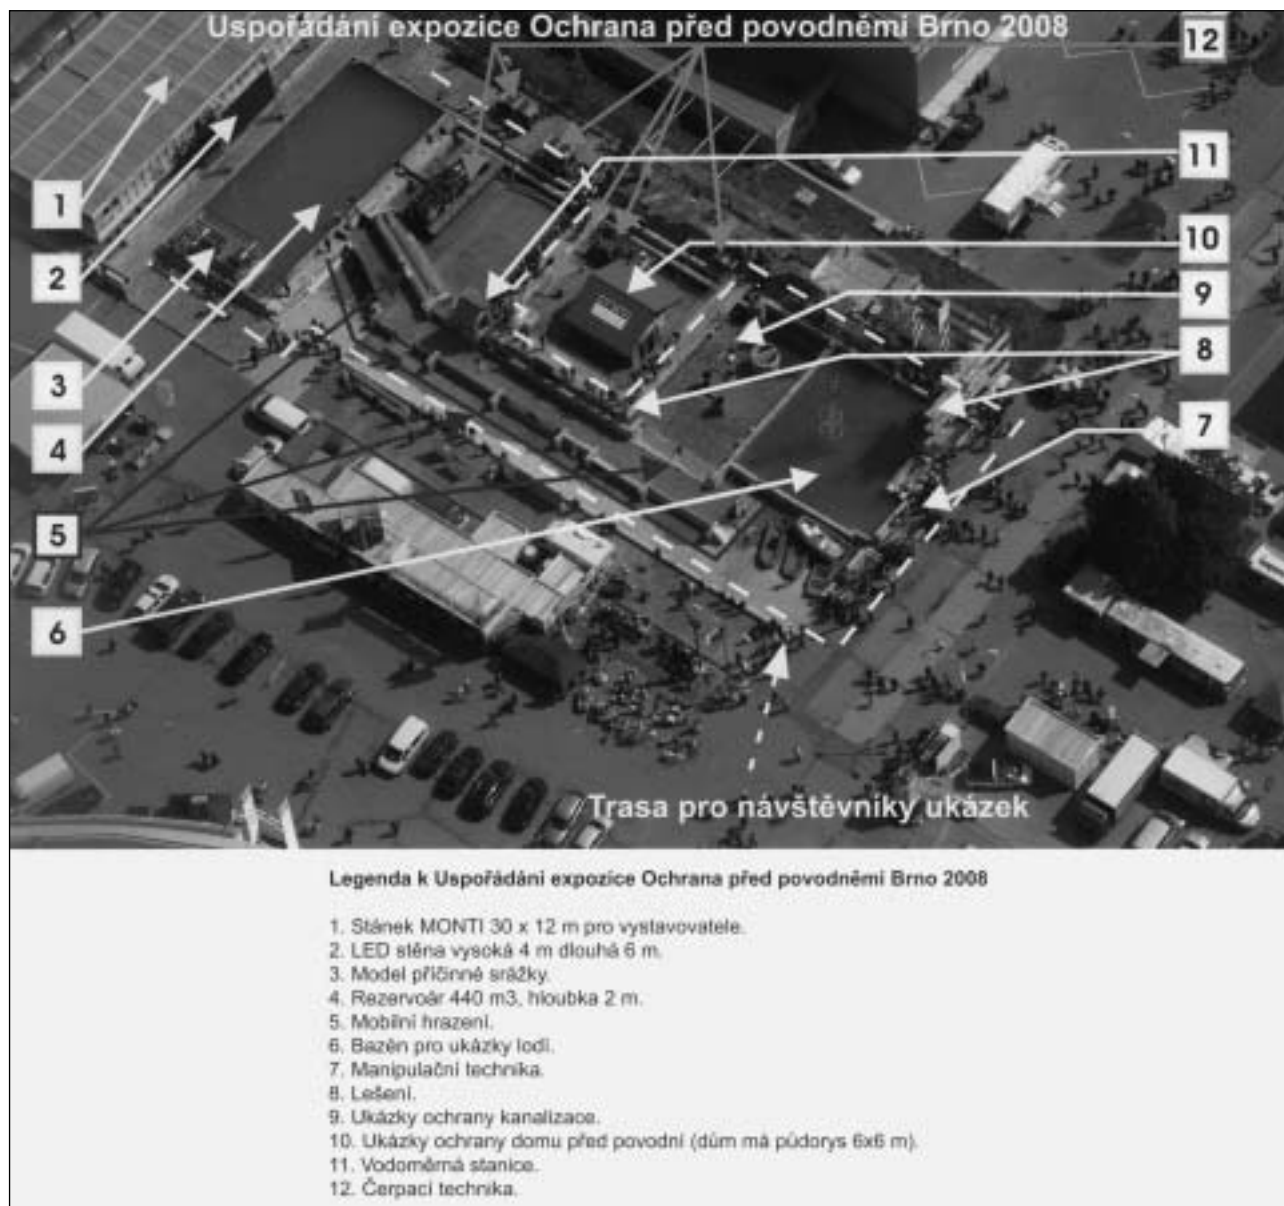 Uspořádání expozice Ochrana před povodněmi Brno 2008
12
11
1
10
2
9
3
8
4
7
5
6
Trasa pro návštěvníky ukázek
Legenda k Uspořádání expozice Ochrana před povodněmi Brno 2008
1. Stánek MONTI 30 x 12 m pro vystavovatele.
2. LED stěna vysoká 4 m dlouhá 6 m.
3. Model příčinné srážky.
4. Rezervoár 440 m3, hloubka 2 m.
5. Mobilní hrazení.
6. Bazén pro ukázky lodí.
7. Manipulační technika.
8. Lešení.
9. Ukázky ochrany kanalizace.
10. Ukázky ochrany domu před povodní (dům má půdorys 6x6 m).
11. Vodoměrná stanice.
12. Čerpací technika.